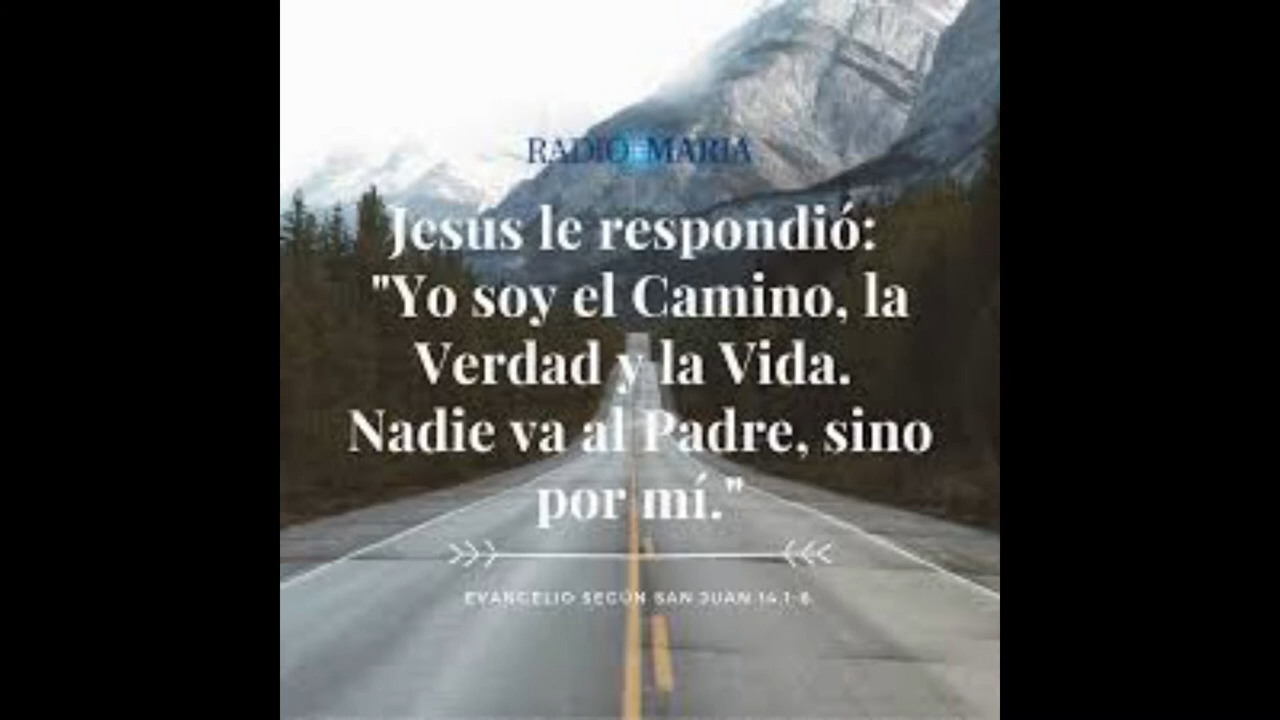 RADIO MARIA
Jesús le respondió:
"Yo soy el Camino, la
Verdad y la Vida.
Nadie va al Padre, sino
por mí."
EVANGELIO SEGÚN SAN JUAN 14,1-6